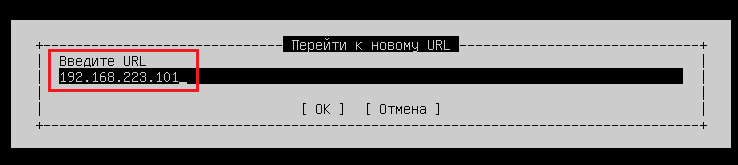 Перейти к новому URL
Введите URL
192.168.223.101_
[ OK ] [ Отмена ]